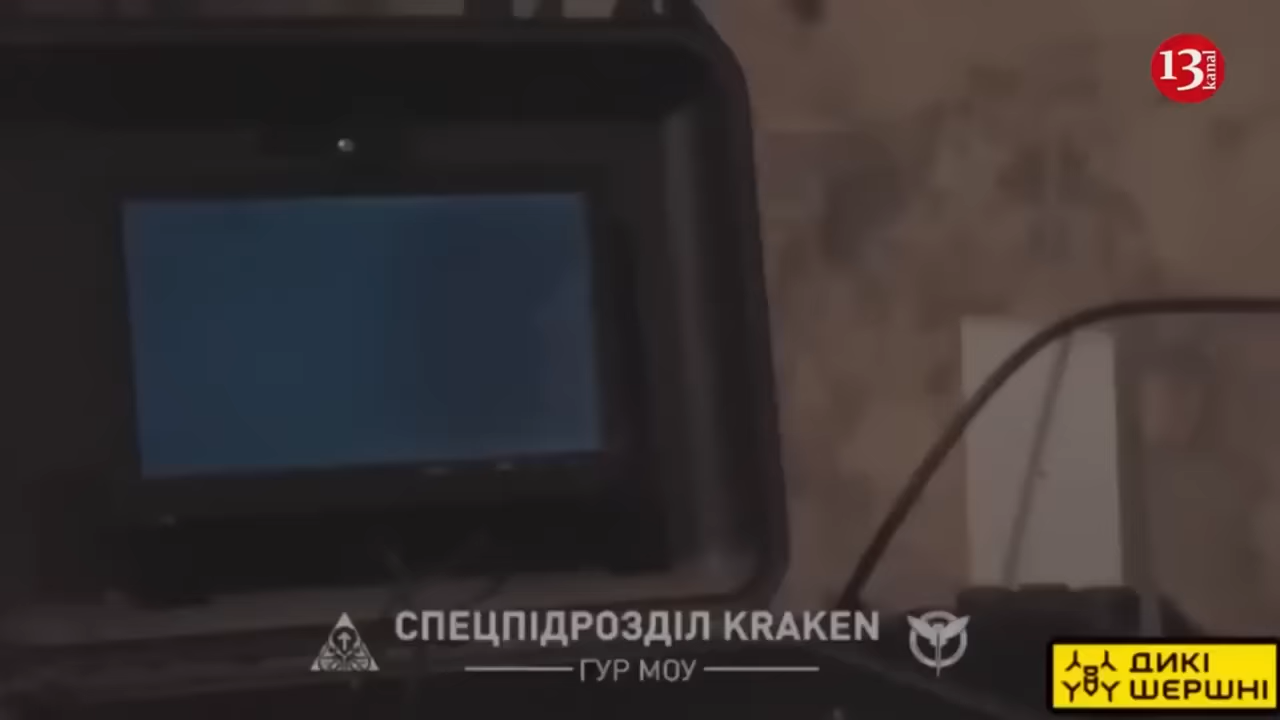 13 kanal
СПЕЦПІДРОЗДІЛ KRAKEN
ГУР МОУ
ДИКІ
ШЕРШНІ